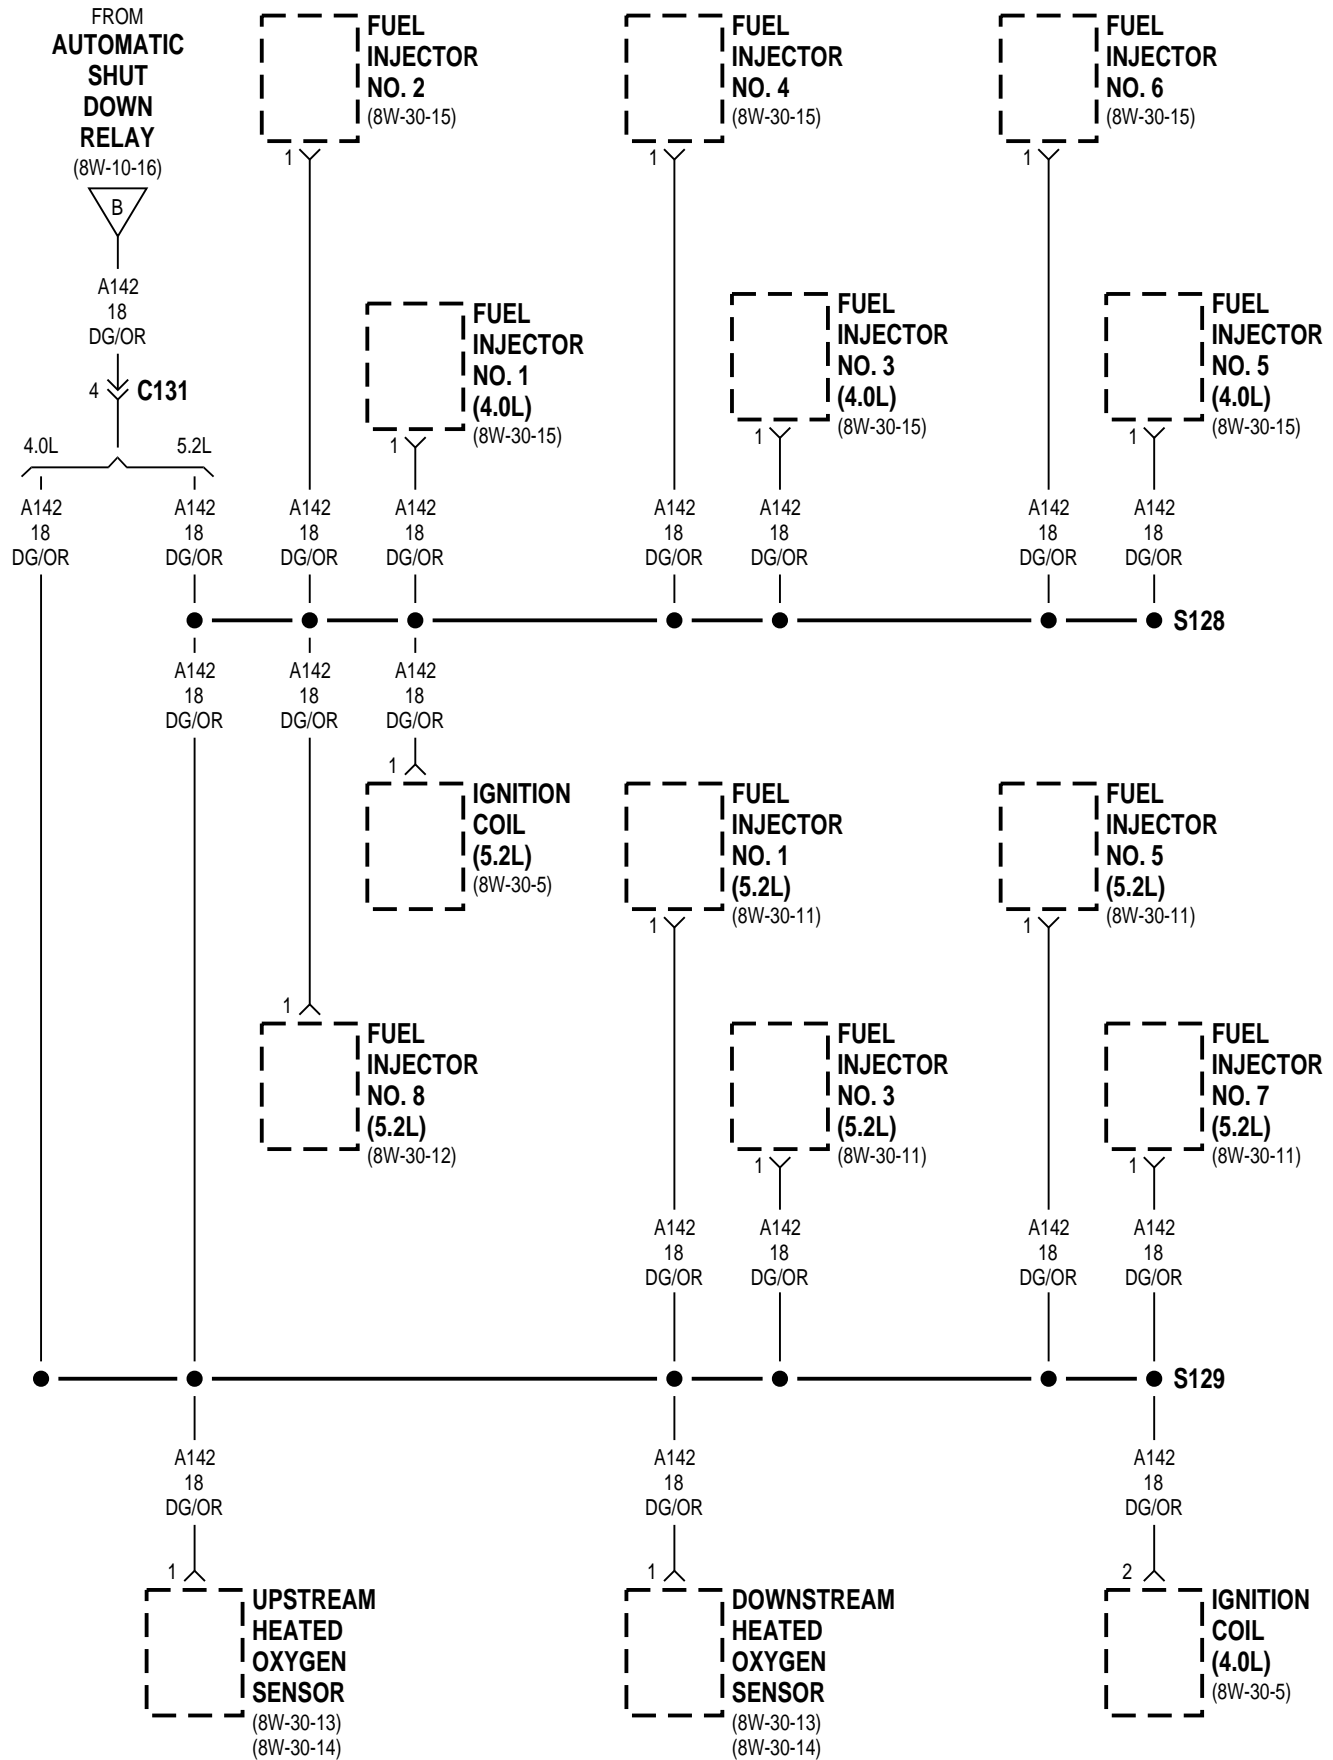 FROM
AUTOMATIC
SHUT
DOWN
RELAY
(8W-10-16)
B
A142
18
DG/OR
4
C131
4.0L
5.2L
A142
18
DG/OR
A142
18
DG/OR
FUEL
INJECTOR
NO. 2
(8W-30-15)
1
A142
18
DG/OR
FUEL
INJECTOR
NO. 1
(4.0L)
(8W-30-15)
1
A142
18
DG/OR
FUEL
INJECTOR
NO. 4
(8W-30-15)
1
A142
18
DG/OR
FUEL
INJECTOR
NO. 3
(4.0L)
(8W-30-15)
1
A142
18
DG/OR
FUEL
INJECTOR
NO. 6
(8W-30-15)
1
A142
18
DG/OR
FUEL
INJECTOR
NO. 5
(4.0L)
(8W-30-15)
1
A142
18
DG/OR
S128
A142
18
DG/OR
A142
18
DG/OR
A142
18
DG/OR
1
IGNITION
COIL
(5.2L)
(8W-30-5)
1
FUEL
INJECTOR
NO. 8
(5.2L)
(8W-30-12)
FUEL
INJECTOR
NO. 1
(5.2L)
(8W-30-11)
1
A142
18
DG/OR
FUEL
INJECTOR
NO. 3
(5.2L)
(8W-30-11)
1
A142
18
DG/OR
FUEL
INJECTOR
NO. 5
(5.2L)
(8W-30-11)
1
A142
18
DG/OR
FUEL
INJECTOR
NO. 7
(5.2L)
(8W-30-11)
1
A142
18
DG/OR
S129
A142
18
DG/OR
1
UPSTREAM
HEATED
OXYGEN
SENSOR
(8W-30-13)
(8W-30-14)
A142
18
DG/OR
1
DOWNSTREAM
HEATED
OXYGEN
SENSOR
(8W-30-13)
(8W-30-14)
A142
18
DG/OR
2
IGNITION
COIL
(4.0L)
(8W-30-5)